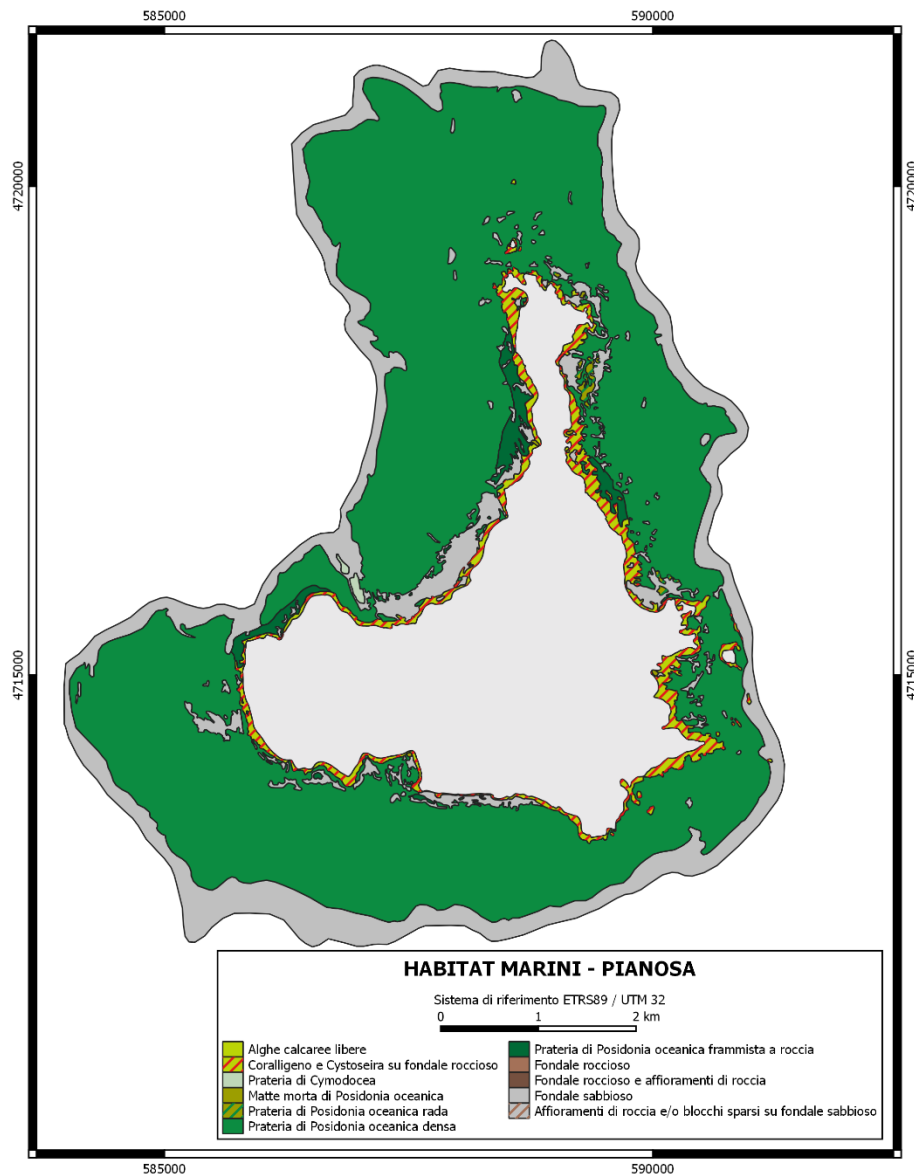 585000
590000
4720000
4720000
4715000
4715000
HABITAT MARINI - PIANOSA
Sistema di riferimento ETRS89 / UTM 32
0 1 2 km
Alghe calcaree libere
Coralligeno e Cystoseira su fondale roccioso
Prateria di Cymodocea
Matte morta di Posidonia oceanica
Prateria di Posidonia oceanica rada
Prateria di Posidonia oceanica densa
Prateria di Posidonia oceanica frammista a roccia
Fondale roccioso
Fondale roccioso e affioramenti di roccia
Fondale sabbioso
Affioramenti di roccia e/o blocchi sparsi su fondale sabbioso
585000
590000